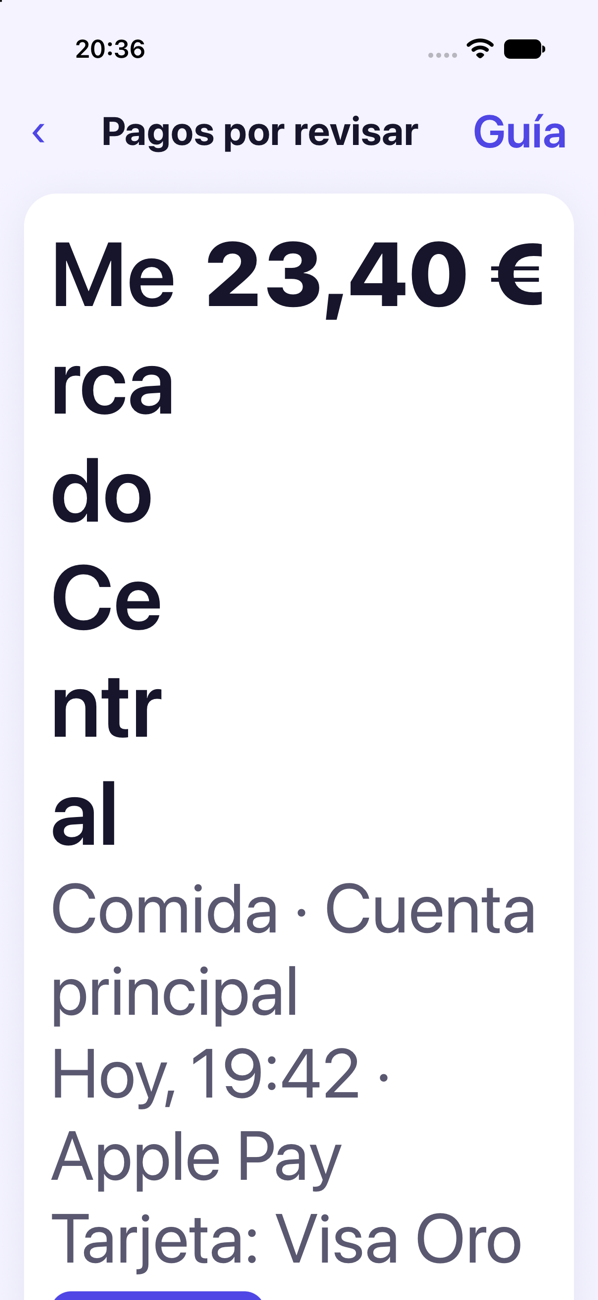 20:36
‹ Pagos por revisar Guía
Me 23,40 €
rca
do
Ce
ntr
al
Comida · Cuenta
principal
Hoy, 19:42 ·
Apple Pay
Tarjeta: Visa Oro